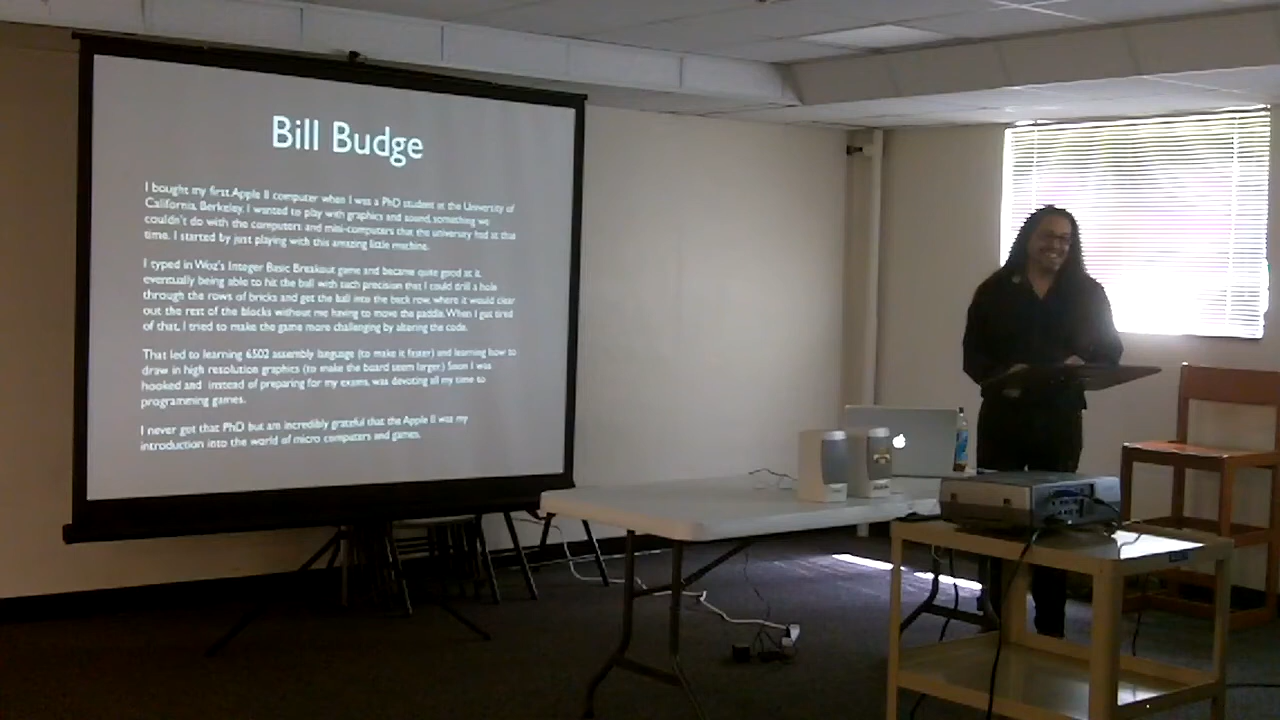 Bill Budge
I bought my first Apple II computer when I was a PhD student at the University of
California, Berkeley. I wanted to play with graphics and sound, something we
couldn't do with the computers and mini-computers that the university had at that
time. I started by just playing with this amazing little machine.
I typed in Woz's Integer Basic Breakout game and became quite good at it,
eventually being able to hit the ball with such precision that I could drill a hole
through the rows of bricks and get the ball into the back row, where it would clear
out the rest of the blocks without me having to move the paddle. When I got tired
of that, I tried to make the game more challenging by altering the code.
That led to learning 6502 assembly language (to make it faster) and learning how to
draw in high resolution graphics (to make the board seem larger.) Soon I was
hooked and instead of preparing for my exams, was devoting all my time to
programming games.
I never got that PhD but am incredibly grateful that the Apple II was my
introduction into the world of micro computers and games.